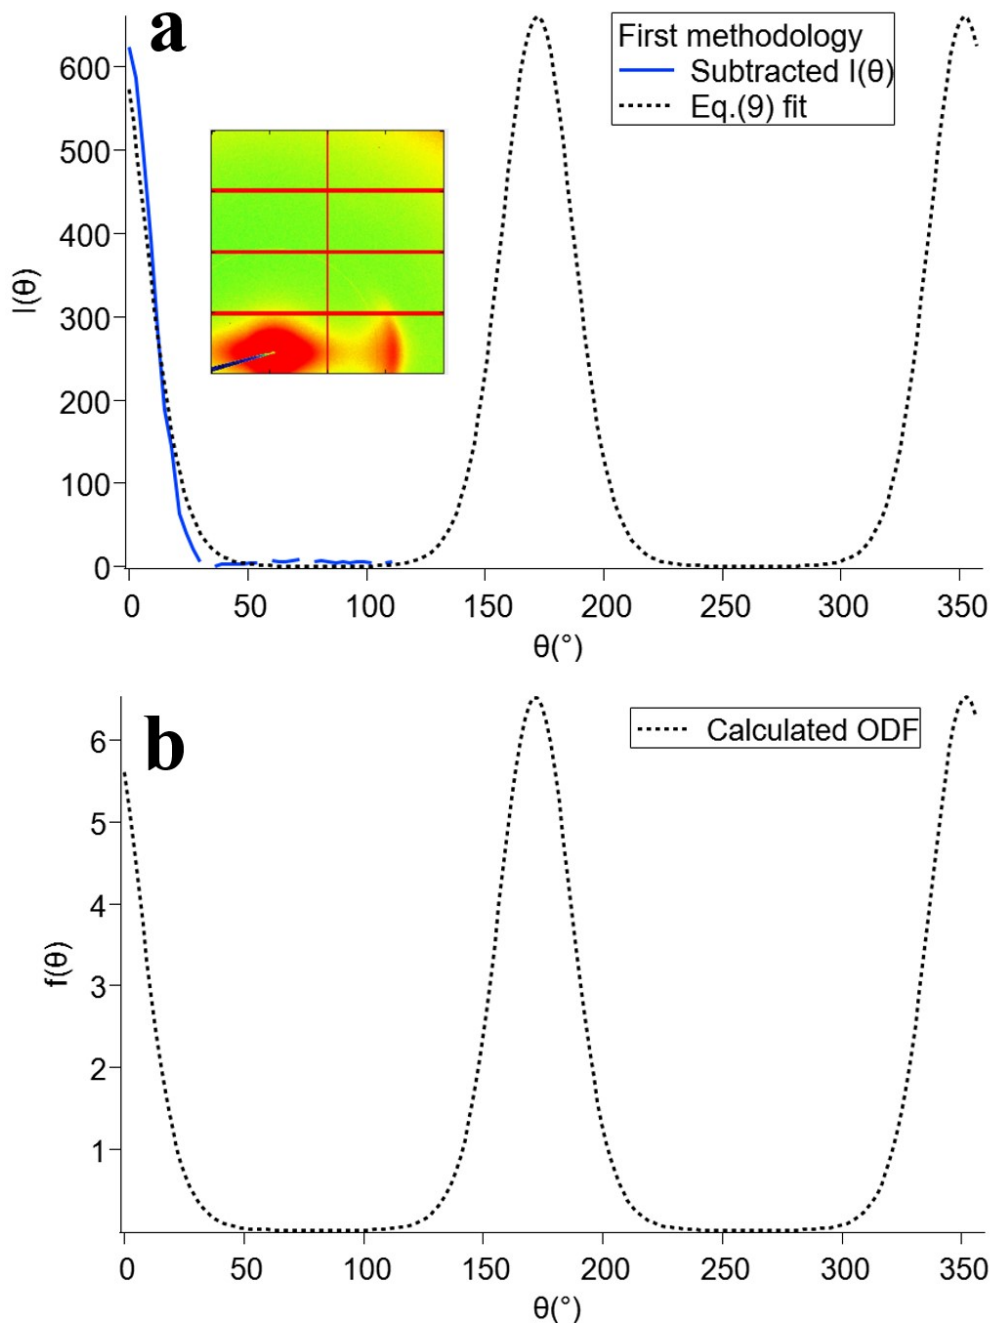 a
First methodology
Subtracted I(θ)
Eq.(9) fit
600
500
400
300
200
100
0
I(θ)
0 50 100 150 200 250 300 350
θ(°)
b
Calculated ODF
6
5
4
3
2
1
f(θ)
0 50 100 150 200 250 300 350
θ(°)